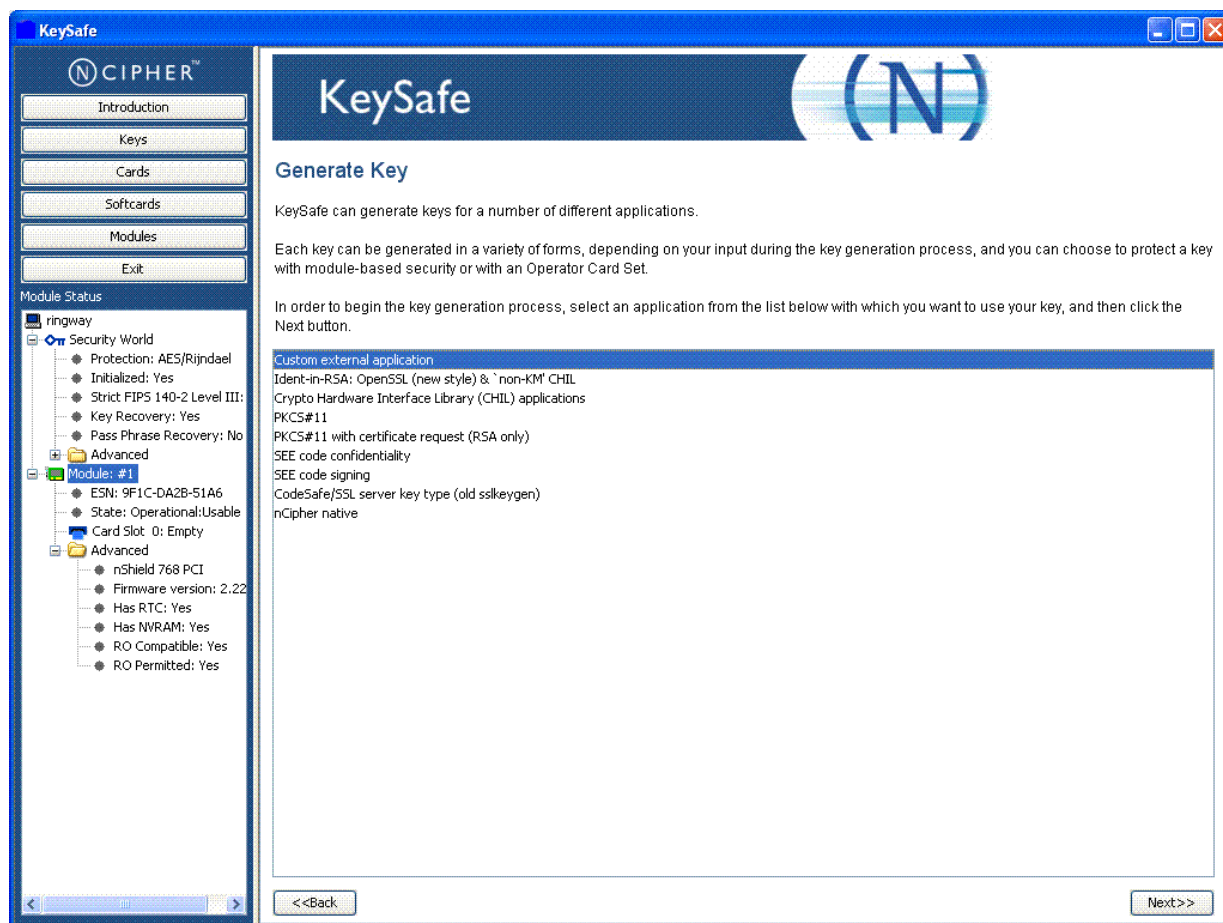 KeySafe
(N)CIPHER™
Introduction
Keys
Cards
Softcards
Modules
Exit
Module Status
ringway
Security World
Protection: AES/Rijndael
Initialized: Yes
Strict FIPS 140-2 Level III:
Key Recovery: Yes
Pass Phrase Recovery: No
Advanced
Module: #1
ESN: 9F1C-DA2B-51A6
State: Operational:Usable
Card Slot 0: Empty
Advanced
nShield 768 PCI
Firmware version: 2.22
Has RTC: Yes
Has NVRAM: Yes
RO Compatible: Yes
RO Permitted: Yes
KeySafe
(N)
Generate Key
KeySafe can generate keys for a number of different applications.
Each key can be generated in a variety of forms, depending on your input during the key generation process, and you can choose to protect a key
with module-based security or with an Operator Card Set.
In order to begin the key generation process, select an application from the list below with which you want to use your key, and then click the
Next button.
Custom external application
Ident-in-RSA: OpenSSL (new style) & `non-KM' CHIL
Crypto Hardware Interface Library (CHIL) applications
PKCS#11
PKCS#11 with certificate request (RSA only)
SEE code confidentiality
SEE code signing
CodeSafe/SSL server key type (old sslkeygen)
nCipher native
<<Back
Next>>